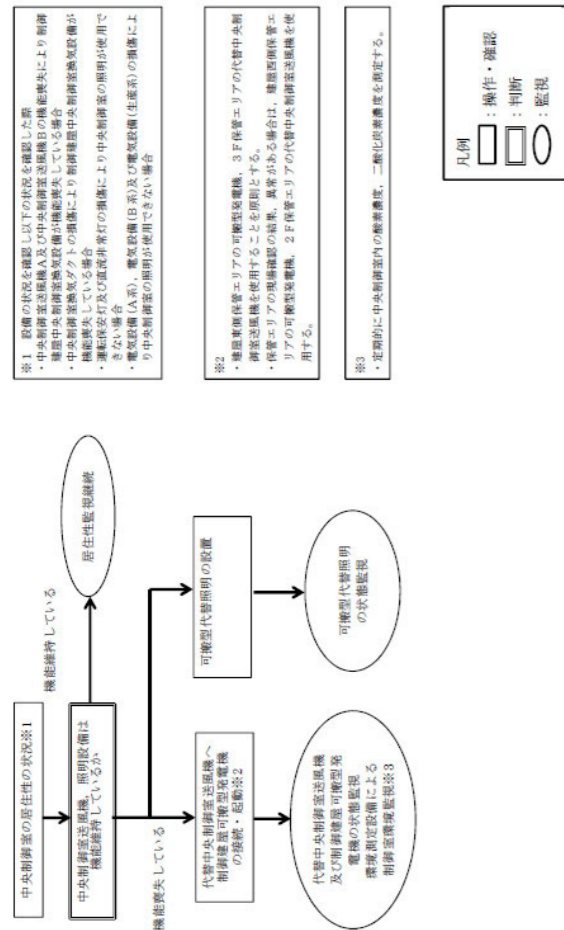 中央制御室の居住性の状況※1
中央制御室送風機、照明設備は
機能維持しているか
機能維持している
居住性監視継続
機能喪失している
代替中央制御室送風機へ
制御建屋可搬型発電機
の接続・起動※2
可搬型代替照明の設置
代替中央制御室送風機
及び制御建屋可搬型発
電機の状態監視
環境測定設備による
制御室環境監視※3
可搬型代替照明
の状態監視
※1 設備の状況を確認し以下の状況を確認した際
・中央制御室送風機A及び中央制御室送風機Bの機能喪失により制御
建屋中央制御室換気設備が機能喪失している場合
・中央制御室換気ダクトの損傷により制御建屋中央制御室換気設備が
機能喪失している場合
・運転保安灯及び直流非常灯の損傷により中央制御室の照明が使用で
きない場合
・電気設備(A系)、電気設備(B系)及び電気設備(生産系)の損傷によ
り中央制御室の照明が使用できない場合
※2
・建屋東側保管エリアの可搬型発電機、3F保管エリアの代替中央制
御室送風機を使用することを原則とする。
・保管エリアの現場確認の結果、異常がある場合は、建屋西側保管エ
リアの可搬型発電機、2F保管エリアの代替中央制御室送風機を使
用する。
※3
・定期的に中央制御室内の酸素濃度、二酸化炭素濃度を測定する。
凡例
：操作・確認
：判断
：監視